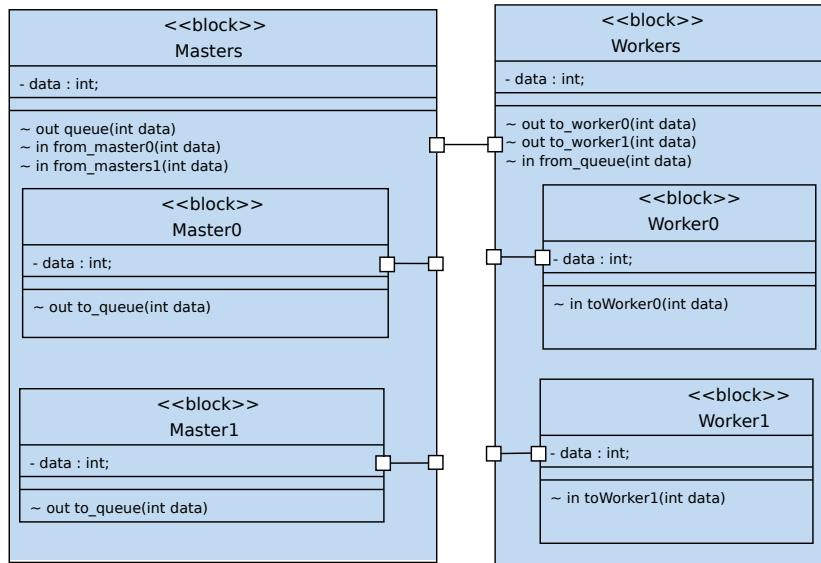 <<block>>
Masters
- data : int;
~ out queue(int data)
~ in from_master0(int data)
~ in from_masters1(int data)
<<block>>
Master0
- data : int;
~ out to_queue(int data)
<<block>>
Master1
- data : int;
~ out to_queue(int data)
<<block>>
Workers
- data : int;
~ out to_worker0(int data)
~ out to_worker1(int data)
~ in from_queue(int data)
<<block>>
Worker0
- data : int;
~ in toWorker0(int data)
<<block>>
Worker1
- data : int;
~ in toWorker1(int data)